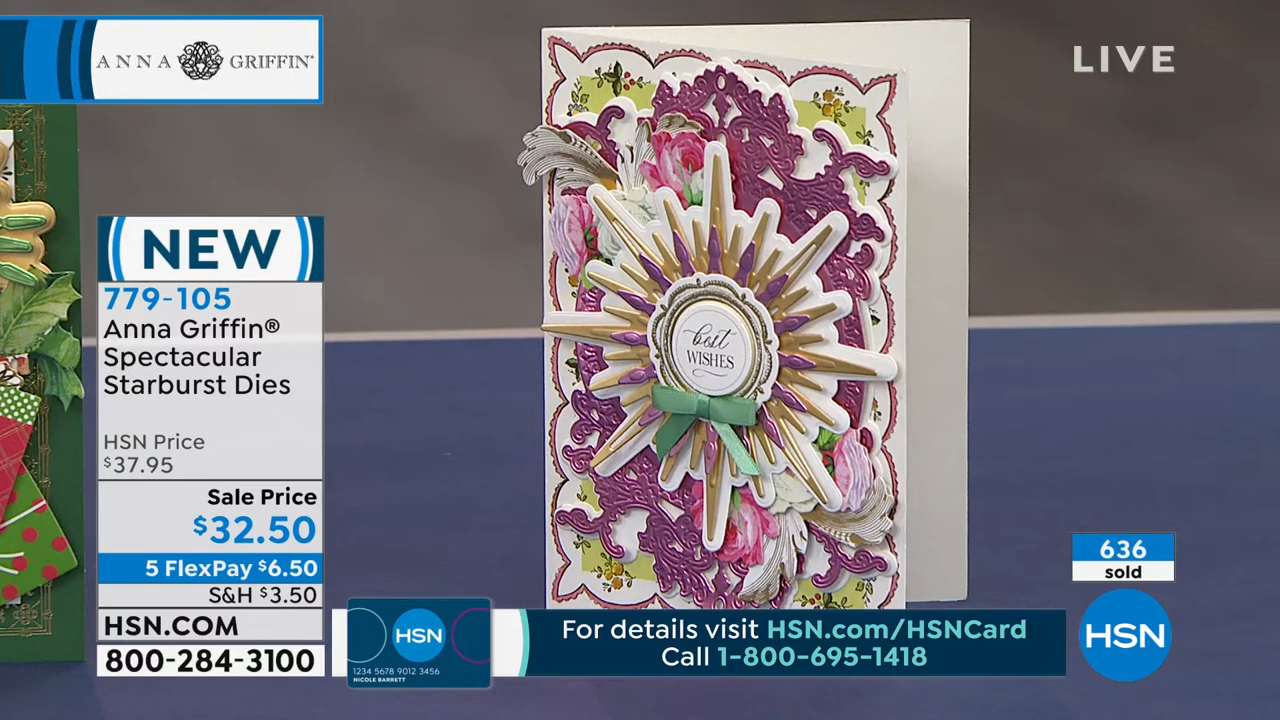 ANNA GRIFFIN®
LIVE
NEW
779-105
Anna Griffin®
Spectacular
Starburst Dies
HSN Price
$37.95
Sale Price
$32.50
5 FlexPay $6.50
S&H $3.50
HSN.COM
800-284-3100
best
WISHES
636
sold
HSN
1234 5678 9012 3456
NICOLE BARRETT
For details visit HSN.com/HSNCard
Call 1-800-695-1418
HSN